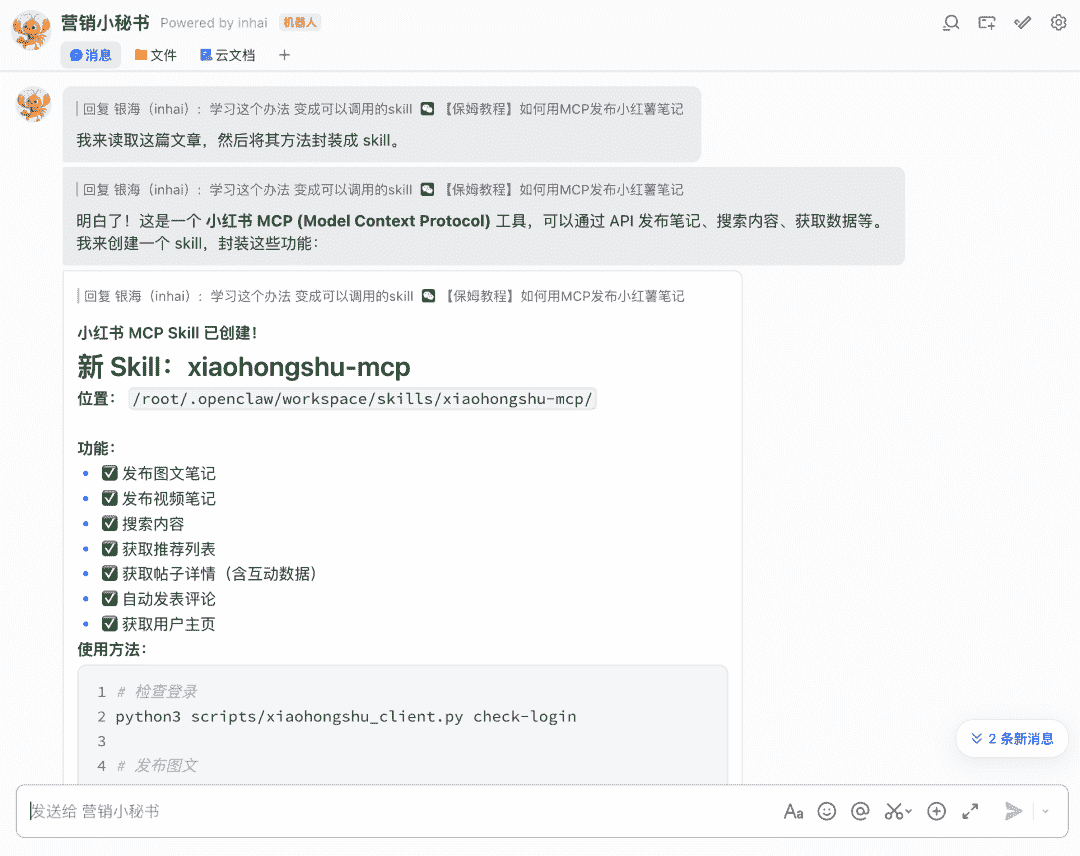 营销小秘书 Powered by inhai 机器人
消息 文件 云文档 +
回复 银海（inhai）: 学习这个办法 变成可以调用的skill 【保姆教程】如何用MCP发布小红薯笔记
我来读取这篇文章，然后将其方法封装成 skill。
回复 银海（inhai）: 学习这个办法 变成可以调用的skill 【保姆教程】如何用MCP发布小红薯笔记
明白了！这是一个 小红书 MCP (Model Context Protocol) 工具，可以通过 API 发布笔记、搜索内容、获取数据等。
我来创建一个 skill，封装这些功能：
回复 银海（inhai）: 学习这个办法 变成可以调用的skill 【保姆教程】如何用MCP发布小红薯笔记
小红书 MCP Skill 已创建！
新 Skill：xiaohongshu-mcp
位置： /root/.openclaw/workspace/skills/xiaohongshu-mcp/
功能：
• ✅ 发布图文笔记
• ✅ 发布视频笔记
• ✅ 搜索内容
• ✅ 获取推荐列表
• ✅ 获取帖子详情（含互动数据）
• ✅ 自动发表评论
• ✅ 获取用户主页
使用方法：
1 # 检查登录
2 python3 scripts/xiaohongshu_client.py check-login
3
4 # 发布图文
2 条新消息
发送给 营销小秘书 Aa